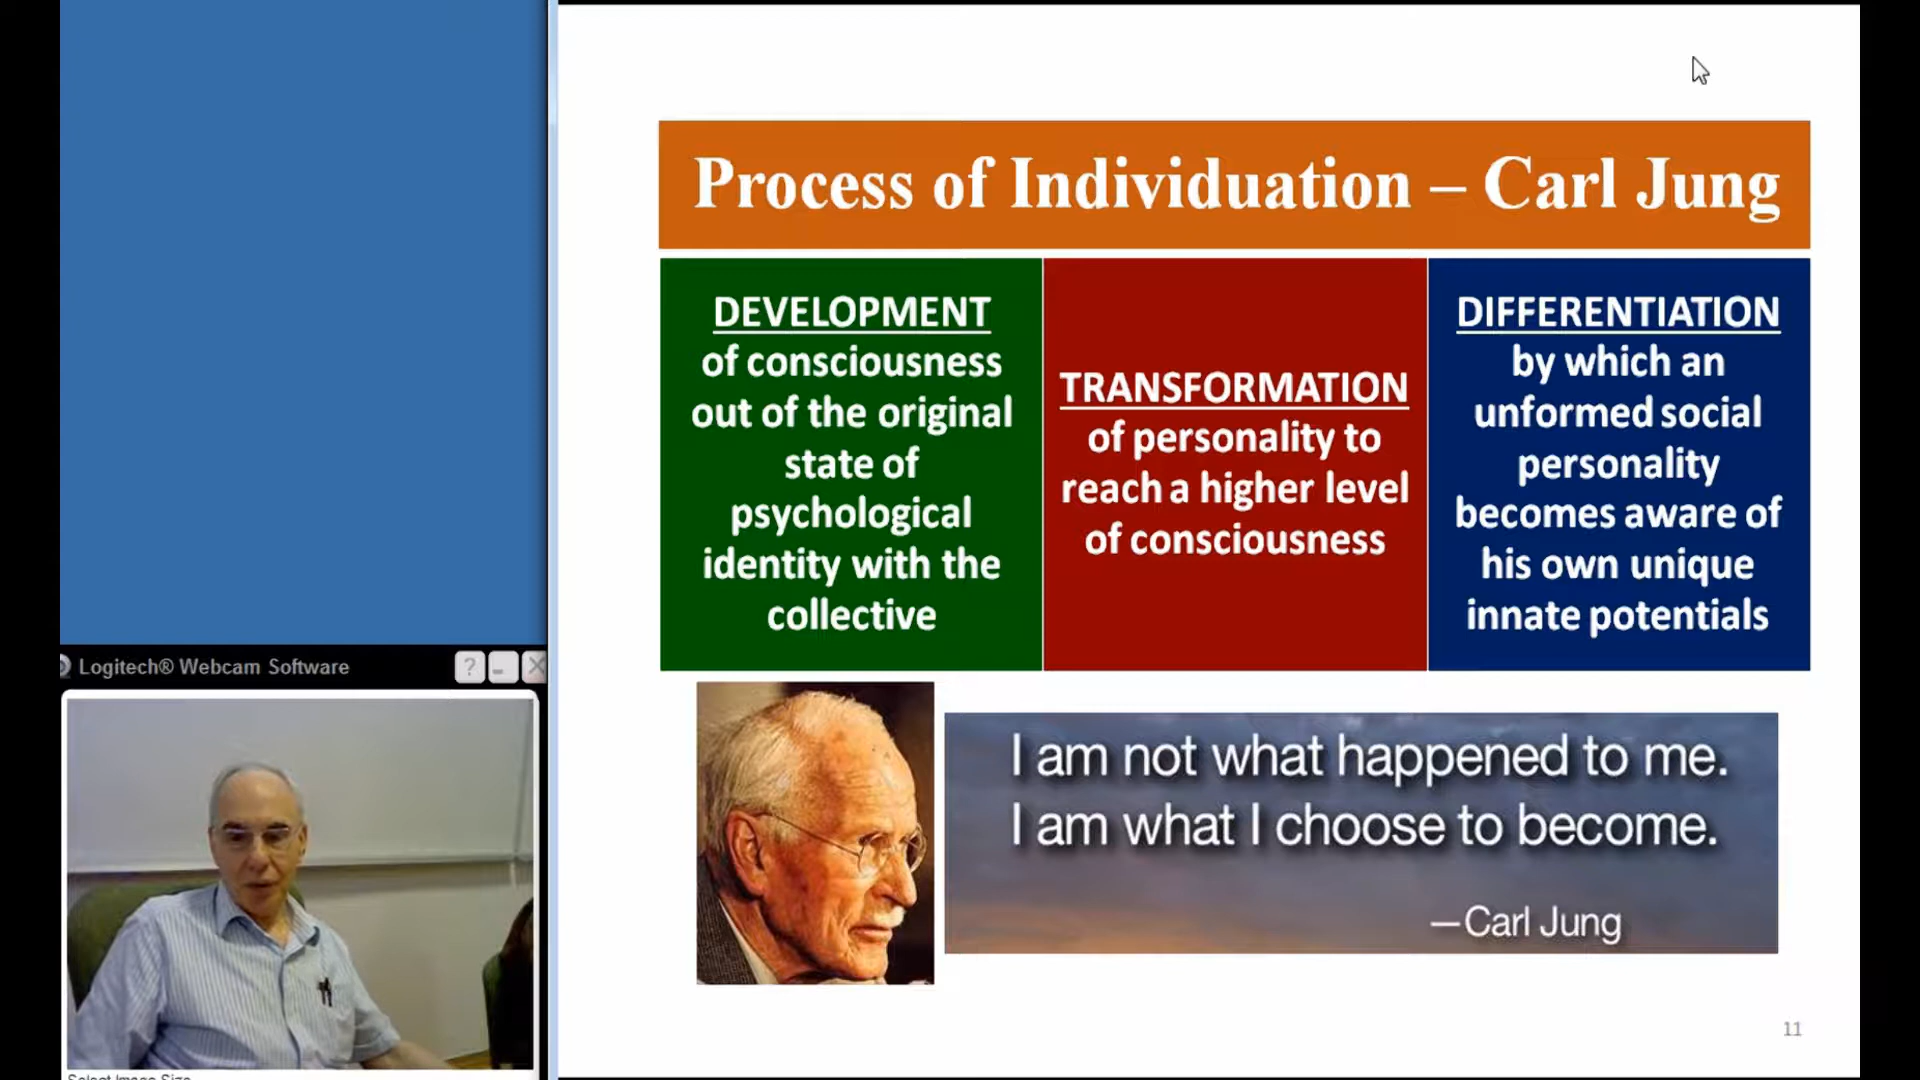 Process of Individuation – Carl Jung
DEVELOPMENT
of consciousness
out of the original
state of
psychological
identity with the
collective
TRANSFORMATION
of personality to
reach a higher level
of consciousness
DIFFERENTIATION
by which an
unformed social
personality
becomes aware of
his own unique
innate potentials
Logitech® Webcam Software
I am not what happened to me.
I am what I choose to become.
—Carl Jung
11
Select Image Size